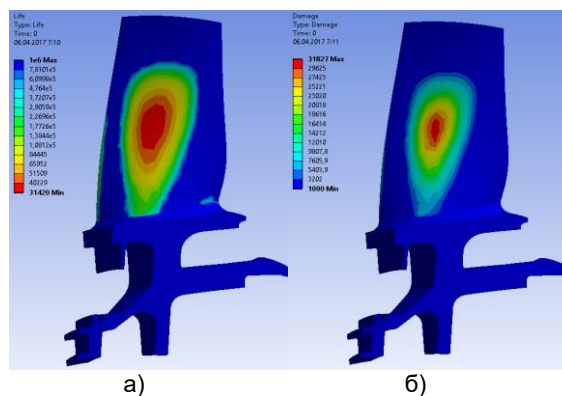 Life
Type: Life
Time: 0
06.04.2017 7:10
1e6 Max
7,8101e5
6,0996e5
4,764e5
3,7207e5
2,9059e5
2,2696e5
1,7726e5
1,3844e5
1,0812e5
84445
65952
51509
40229
31420 Min
Damage
Type: Damage
Time: 0
06.04.2017 7:11
31827 Max
29625
27423
25221
23020
20818
18616
16414
14212
12010
9807,8
7605,9
5403,9
3202
1000 Min
а)
б)